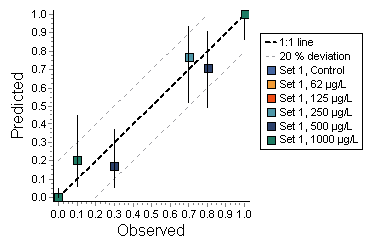 1.0
0.9
0.8
0.7
0.6
0.5
0.4
0.3
0.2
0.1
0.0
Predicted
0.0 0.1 0.2 0.3 0.4 0.5 0.6 0.7 0.8 0.9 1.0
Observed
1:1 line
20 % deviation
Set 1, Control
Set 1, 62 µg/L
Set 1, 125 µg/L
Set 1, 250 µg/L
Set 1, 500 µg/L
Set 1, 1000 µg/L